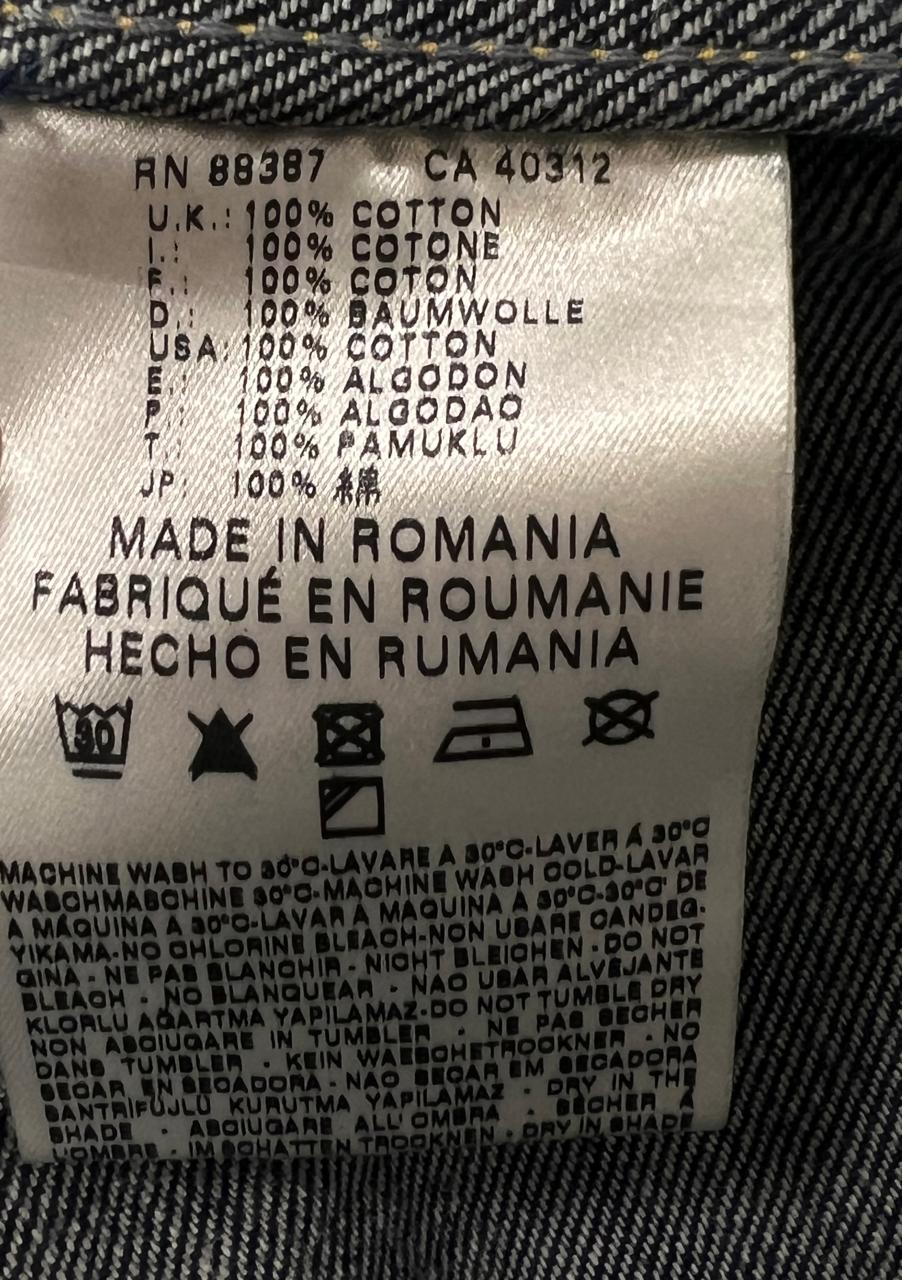 RN 88387 CA 40312
U.K.: 100% COTTON
I.: 100% COTONE
F.: 100% COTON
D.: 100% BAUMWOLLE
USA: 100% COTTON
E.: 100% ALGODON
P.: 100% ALGODAO
T.: 100% PAMUKLU
JP: 100% 綿
MADE IN ROMANIA
FABRIQUÉ EN ROUMANIE
HECHO EN RUMANIA
30
MACHINE WASH TO 30°C-LAVARE A 30°C-LAVER Á 30°C
WASCHMASCHINE 30°C-MACHINE WASH COLD-LAVAR
A MÁQUINA A 30°C-LAVAR A MAQUINA A 30°C-30°C' DE
YIKAMA-NO CHLORINE BLEACH-NON USARE CANDEG-
GINA - NE PAS BLANCHIR - NICHT BLEICHEN - DO NOT
BLEACH - NO BLANQUEAR - NAO USAR ALVEJANTE
KLORLU AGARTMA YAPILAMAZ-DO NOT TUMBLE DRY
NON ASCIUGARE IN TUMBLER - NE PAS SECHER
DANS TUMBLER - KEIN WAESCHETROCKNER - NO
SECAR EN SECADORA - NAO SECAR EM SECADORA
SANTRIFÜJLÜ KURUTMA YAPILAMAZ - DRY IN THE
SHADE - ASCIUGARE ALL'OMBRA - SÈCHER A
L'OMBRE - IM SCHATTEN TROCKNEN - DRY IN SHADE